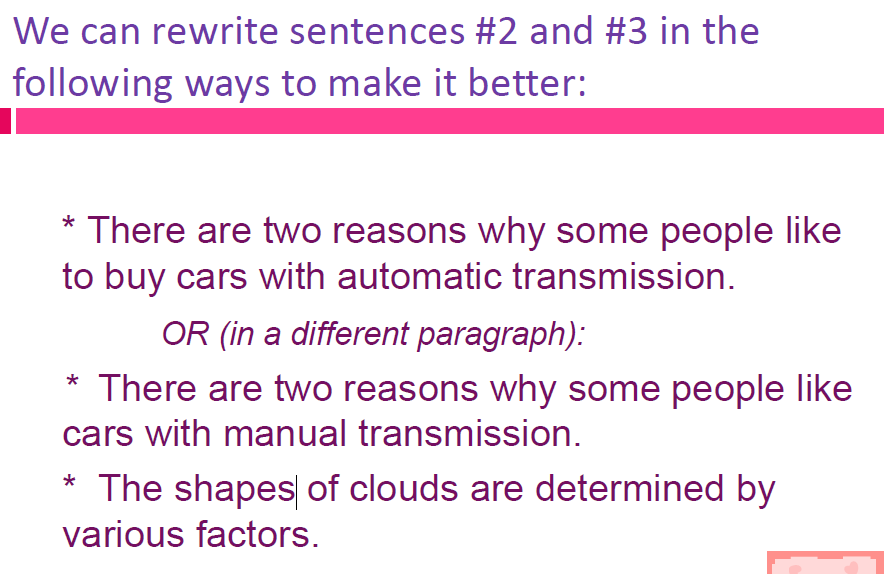 We can rewrite sentences #2 and #3 in the
following ways to make it better:
* There are two reasons why some people like
to buy cars with automatic transmission.
OR (in a different paragraph):
* There are two reasons why some people like
cars with manual transmission.
* The shapes of clouds are determined by
various factors.